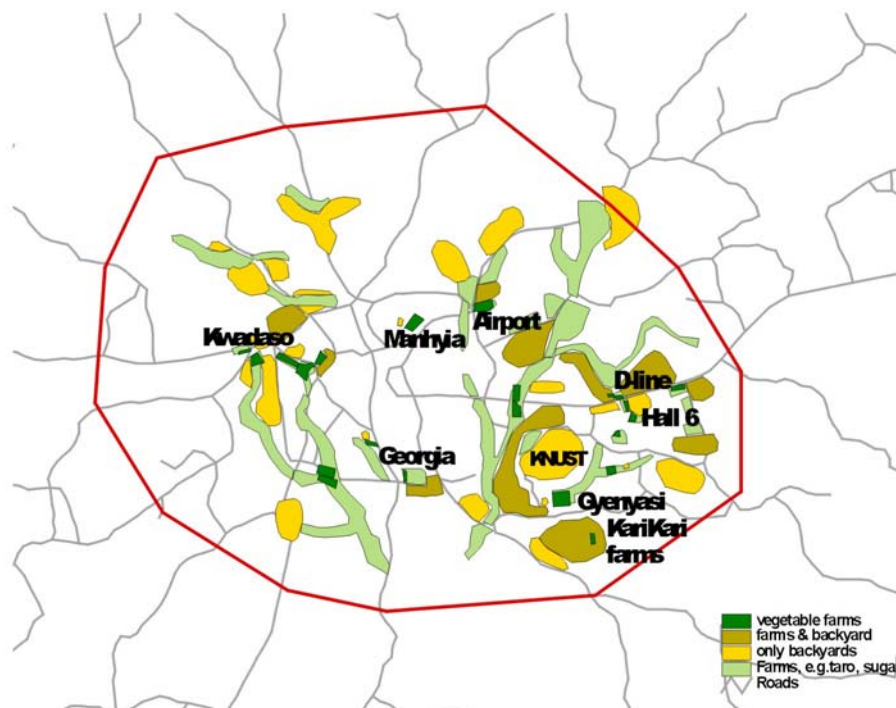 Airport
Kwadaso
Manhyia
D-line
Hall 6
Georgia
KNUST
Gyenyasi
KariKari
farms
vegetable farms
farms & backyard
only backyards
Farms, e.g.taro, suga
Roads